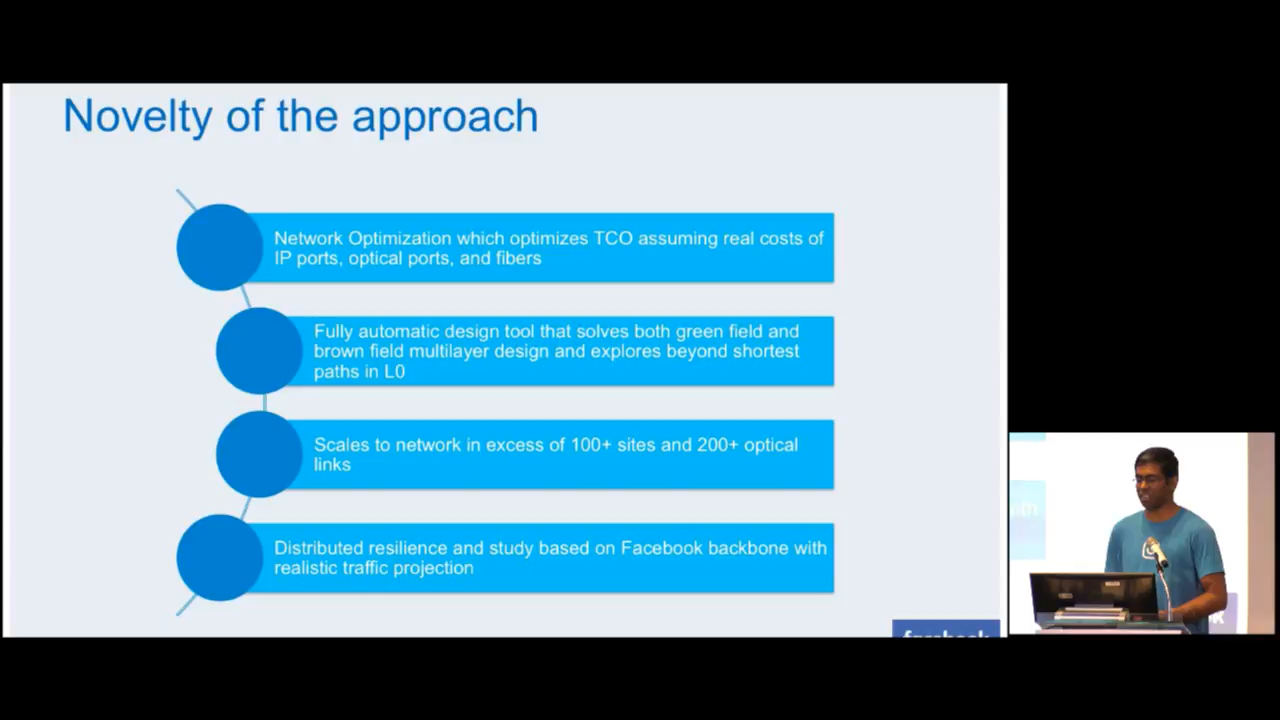 Novelty of the approach
Network Optimization which optimizes TCO assuming real costs of
IP ports, optical ports, and fibers
Fully automatic design tool that solves both green field and
brown field multilayer design and explores beyond shortest
paths in L0
Scales to network in excess of 100+ sites and 200+ optical
links
Distributed resilience and study based on Facebook backbone with
realistic traffic projection
facebook